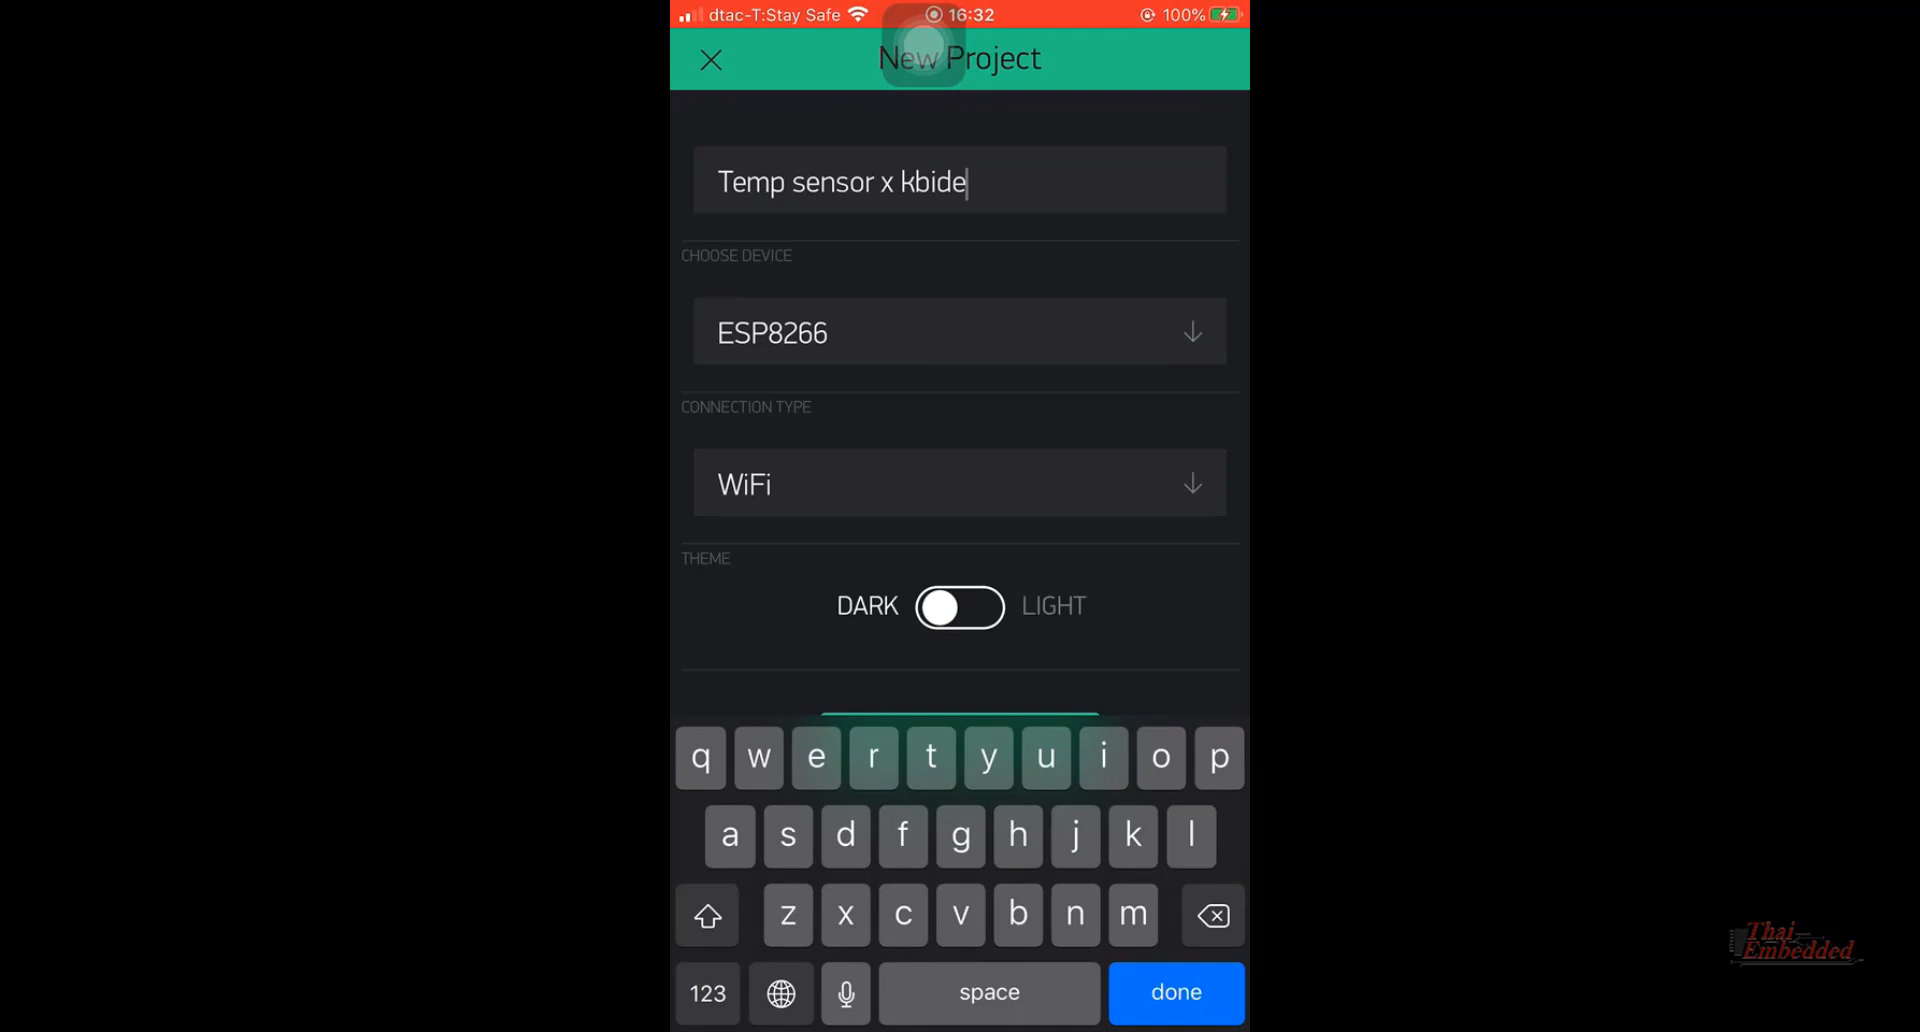 dtac-T:Stay Safe 16:32 100%
New Project
Temp sensor x kbide
CHOOSE DEVICE
ESP8266
CONNECTION TYPE
WiFi
THEME
DARK LIGHT
q w e r t y u i o p
a s d f g h j k l
z x c v b n m
123 space done
Thai
Embedded